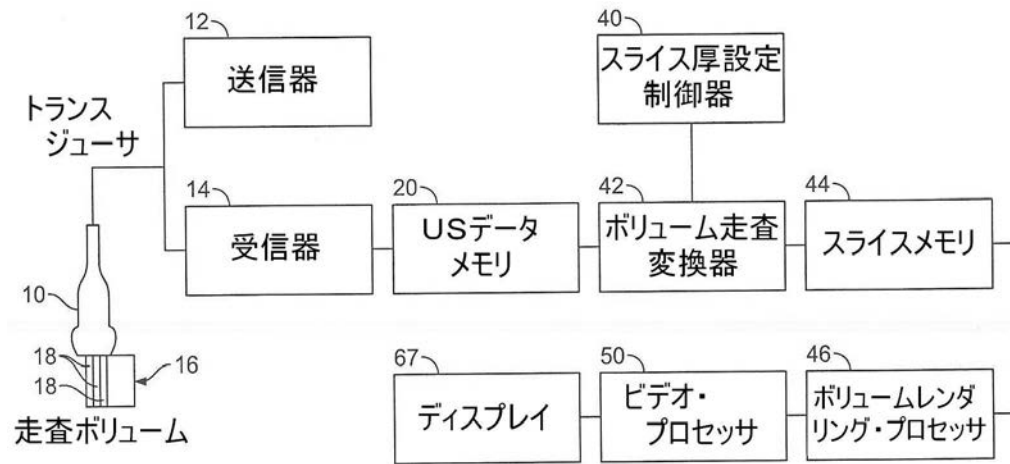 12
送信器
40
スライス厚設定
制御器
トランス
ジューサ
14
受信器
20
USデータ
メモリ
42
ボリューム走査
変換器
44
スライスメモリ
10
18
18
16
走査ボリューム
67
ディスプレイ
50
ビデオ・
プロセッサ
46
ボリュームレンダ
リング・プロセッサ